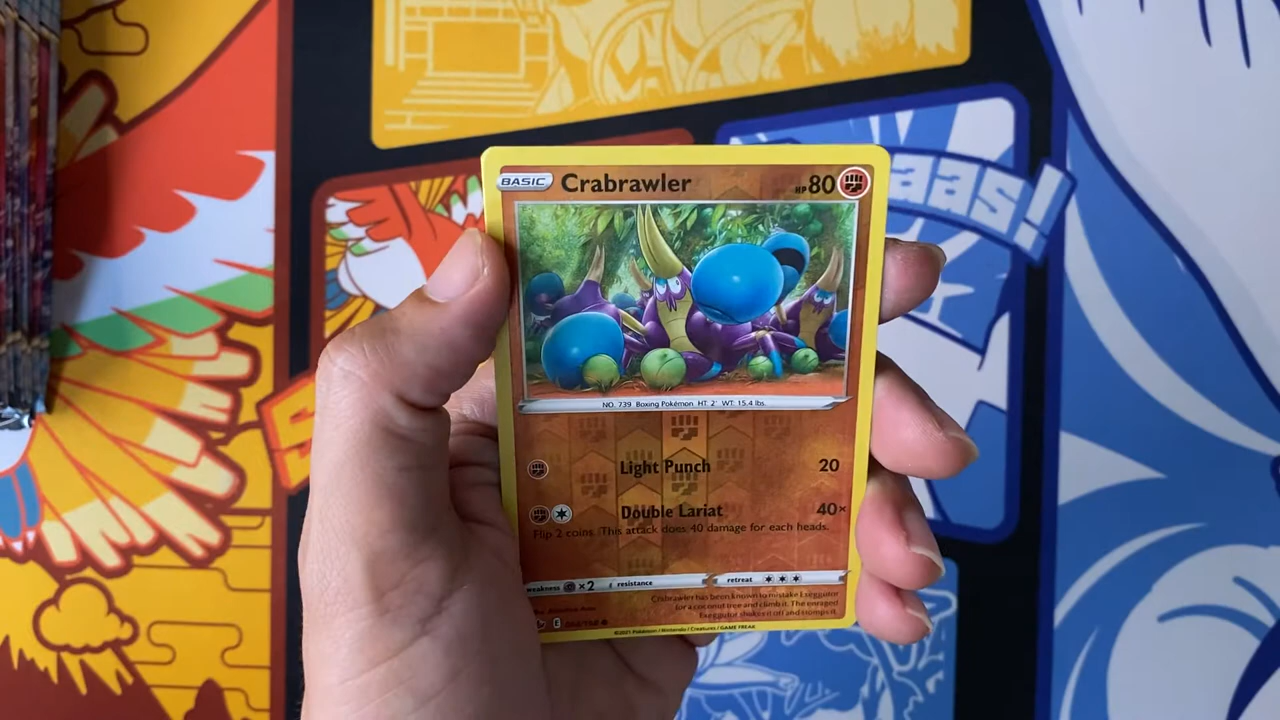 aas!
BASIC Crabrawler HP 80
NO. 739 Boxing Pokémon HT: 2' WT: 15.4 lbs.
Light Punch 20
Double Lariat 40×
Flip 2 coins. This attack does 40 damage for each heads.
weakness ×2 resistance retreat
Crabrawler has been known to mistake Exeggutor
for a coconut tree and climb it. The enraged
Exeggutor shakes it off and stomps it.
©2021 Pokémon / Nintendo / Creatures / GAME FREAK